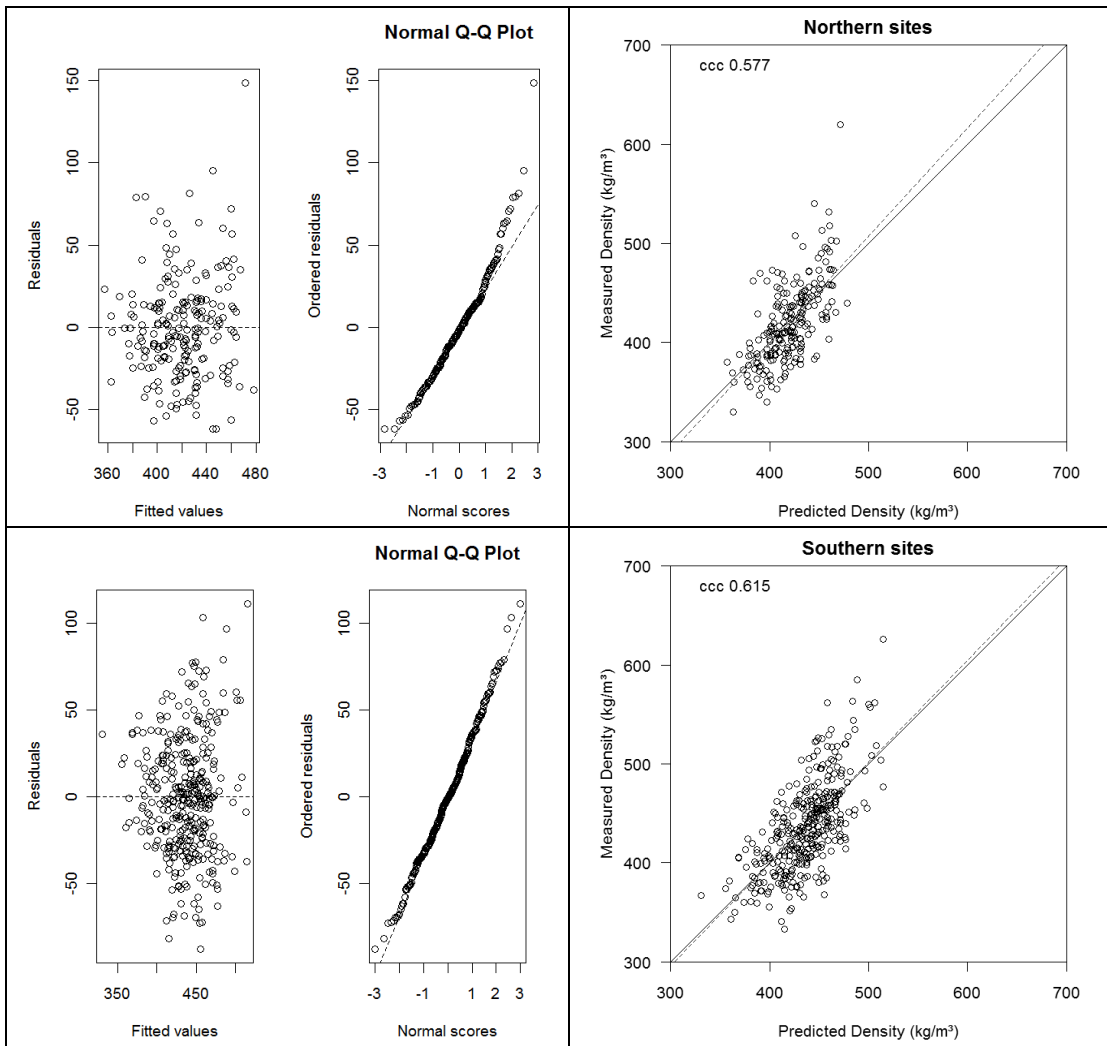 Normal Q-Q Plot
150
100
50
0
-50
Residuals
360 400 440 480
Fitted values
150
100
50
0
-50
Ordered residuals
-3 -1 0 1 2 3
Normal scores
Northern sites
ccc 0.577
700
600
500
400
300
Measured Density (kg/m³)
300 400 500 600 700
Predicted Density (kg/m³)
Normal Q-Q Plot
100
50
0
-50
Residuals
350 450
Fitted values
100
50
0
-50
Ordered residuals
-3 -1 1 2 3
Normal scores
Southern sites
ccc 0.615
700
600
500
400
300
Measured Density (kg/m³)
300 400 500 600 700
Predicted Density (kg/m³)